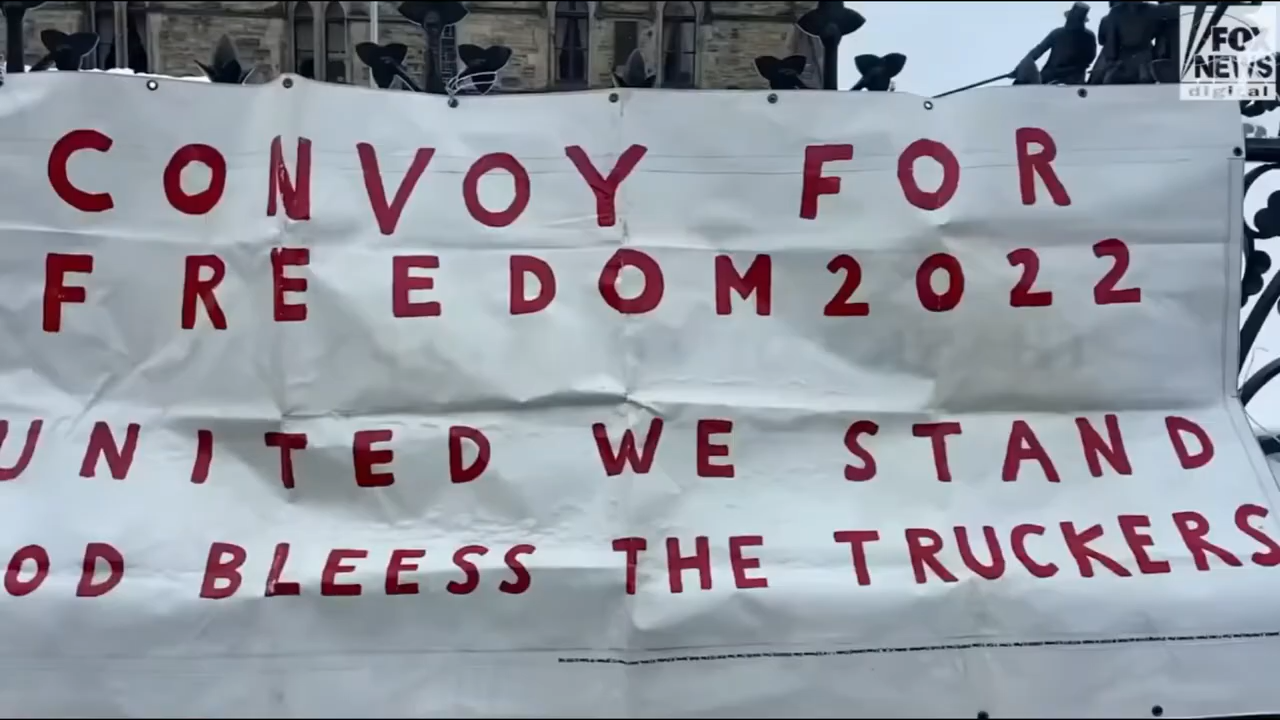 FOX
NEWS
digital
CONVOY FOR
FREEDOM2022
UNITED WE STAND
OD BLEESS THE TRUCKERS